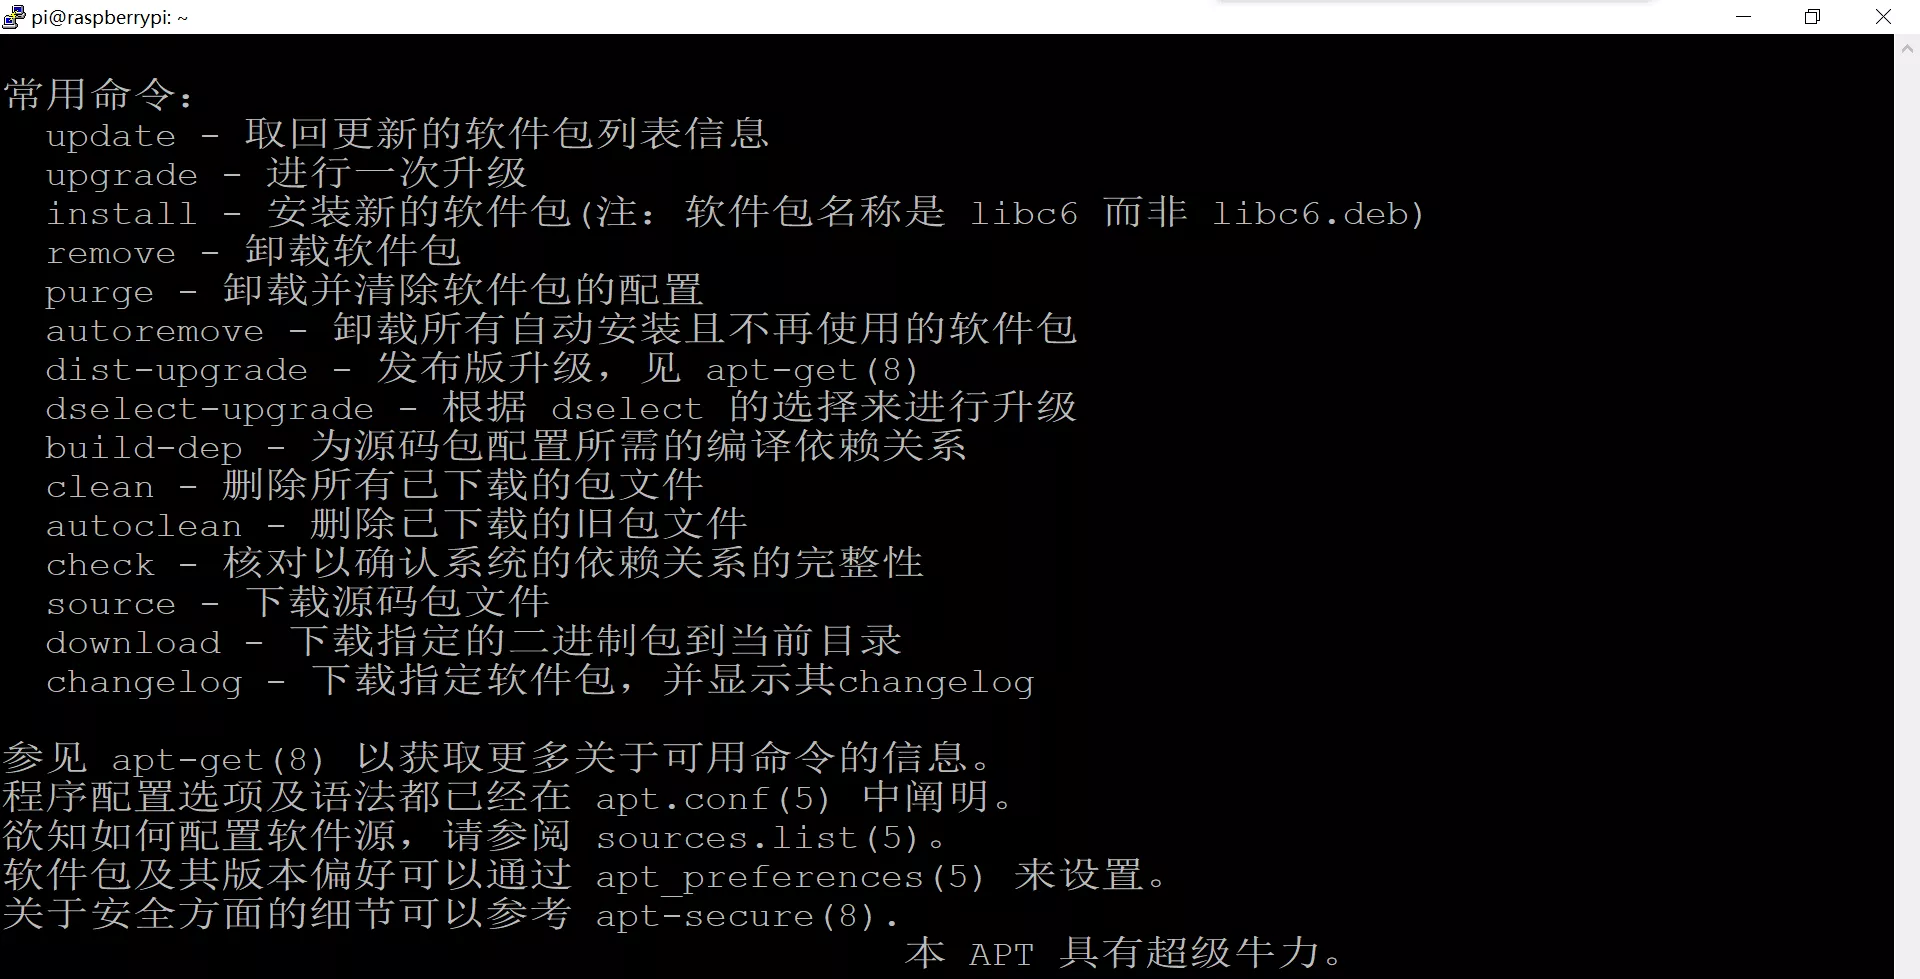 pi@raspberrypi: ~
常用命令：
update - 取回更新的软件包列表信息
upgrade - 进行一次升级
install - 安装新的软件包(注：软件包名称是 libc6 而非 libc6.deb)
remove - 卸载软件包
purge - 卸载并清除软件包的配置
autoremove - 卸载所有自动安装且不再使用的软件包
dist-upgrade - 发布版升级，见 apt-get(8)
dselect-upgrade - 根据 dselect 的选择来进行升级
build-dep - 为源码包配置所需的编译依赖关系
clean - 删除所有已下载的包文件
autoclean - 删除已下载的旧包文件
check - 核对以确认系统的依赖关系的完整性
source - 下载源码包文件
download - 下载指定的二进制包到当前目录
changelog - 下载指定软件包，并显示其changelog
参见 apt-get(8) 以获取更多关于可用命令的信息。
程序配置选项及语法都已经在 apt.conf(5) 中阐明。
欲知如何配置软件源，请参阅 sources.list(5)。
软件包及其版本偏好可以通过 apt_preferences(5) 来设置。
关于安全方面的细节可以参考 apt-secure(8).
本 APT 具有超级牛力。